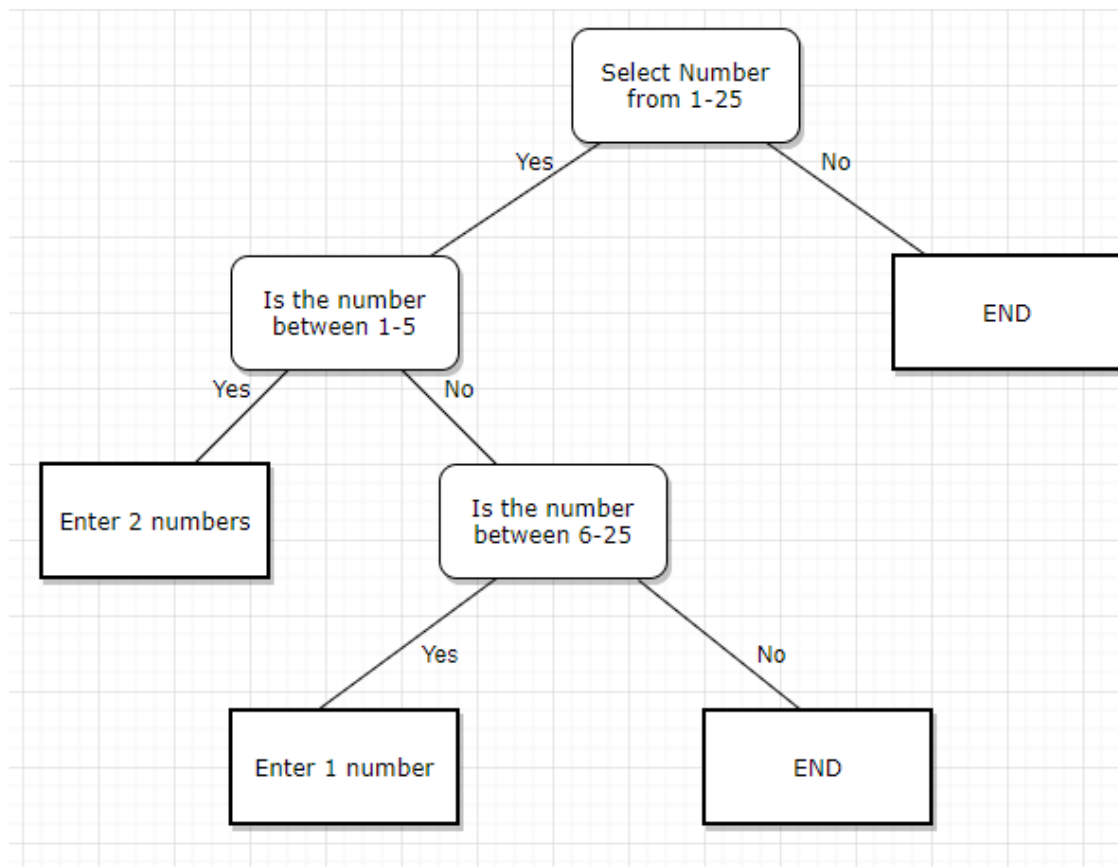 Select Number
from 1-25
Yes
No
Is the number
between 1-5
END
Yes
No
Enter 2 numbers
Is the number
between 6-25
Yes
No
Enter 1 number
END